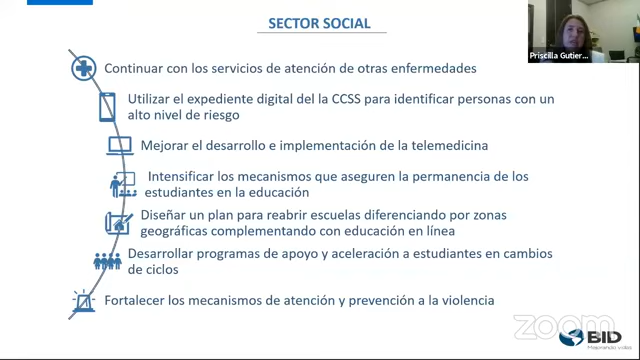 SECTOR SOCIAL
Priscilla Gutier...
Continuar con los servicios de atención de otras enfermedades
Utilizar el expediente digital del la CCSS para identificar personas con un
alto nivel de riesgo
Mejorar el desarrollo e implementación de la telemedicina
Intensificar los mecanismos que aseguren la permanencia de los
estudiantes en la educación
Diseñar un plan para reabrir escuelas diferenciando por zonas
geográficas complementando con educación en línea
Desarrollar programas de apoyo y aceleración a estudiantes en cambios
de ciclos
Fortalecer los mecanismos de atención y prevención a la violencia
zoom
BID
Mejorando vidas